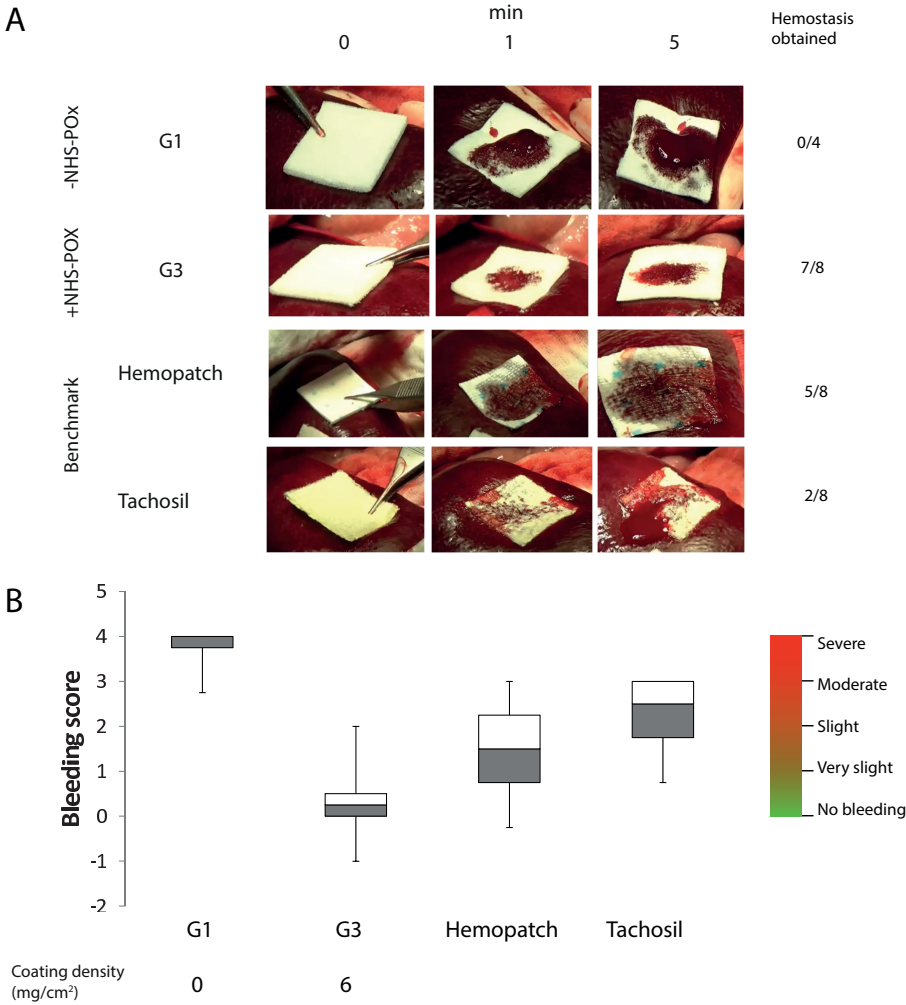 A
min
0 1 5
Hemostasis
obtained
-NHS-POx
G1
0/4
+NHS-POX
G3
7/8
Benchmark
Hemopatch
5/8
Tachosil
2/8
B
Bleeding score
5
4
3
2
1
0
-1
-2
Severe
Moderate
Slight
Very slight
No bleeding
G1 G3 Hemopatch Tachosil
Coating density
(mg/cm²)
0 6